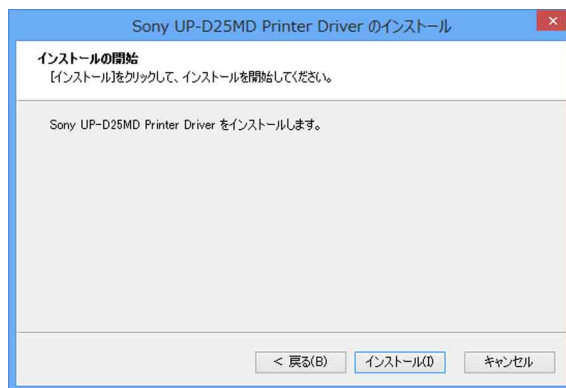 Sony UP-D25MD Printer Driver のインストール
インストールの開始
[インストール]をクリックして、インストールを開始してください。
Sony UP-D25MD Printer Driver をインストールします。
< 戻る(B) インストール(I) キャンセル